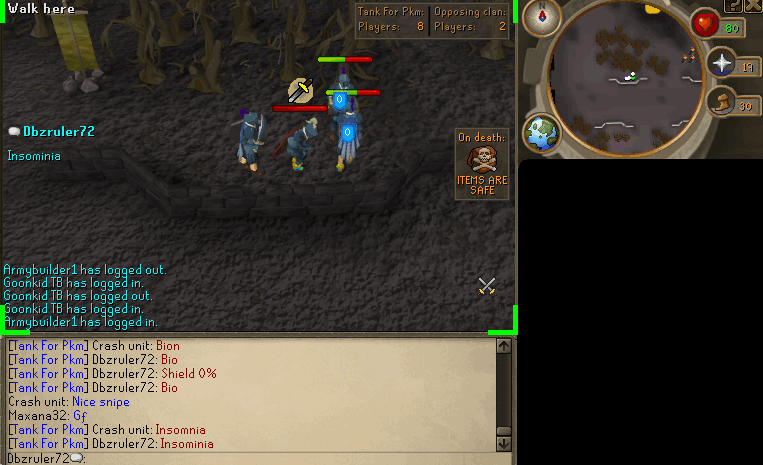 Walk here
Tank For Pkm: Opposing clan:
Players: 8 Players: 2
80
19
30
0
0
Dbzruler72
Insominia
On death:
ITEMS ARE
SAFE
Armybuilder1 has logged out.
Goonkid TB has logged in.
Goonkid TB has logged out.
Goonkid TB has logged in.
Armybuilder1 has logged in.
[Tank For Pkm] Crash unit: Bion
[Tank For Pkm] Dbzruler72: Bio
[Tank For Pkm] Dbzruler72: Shield 0%
[Tank For Pkm] Dbzruler72: Bio
Crash unit: Nice snipe
Maxana32: Gf
[Tank For Pkm] Crash unit: Insomnia
[Tank For Pkm] Dbzruler72: Insominia
Dbzruler72: